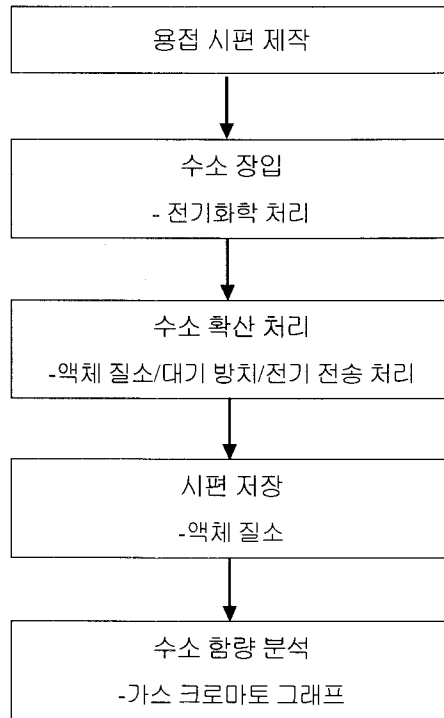 용접 시편 제작
수소 장입
- 전기화학 처리
수소 확산 처리
-액체 질소/대기 방치/전기 전송 처리
시편 저장
-액체 질소
수소 함량 분석
-가스 크로마토 그래프